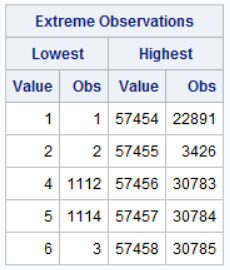 Extreme Observations
Lowest Highest
Value Obs Value Obs
1 1 57454 22891
2 2 57455 3426
4 1112 57456 30783
5 1114 57457 30784
6 3 57458 30785